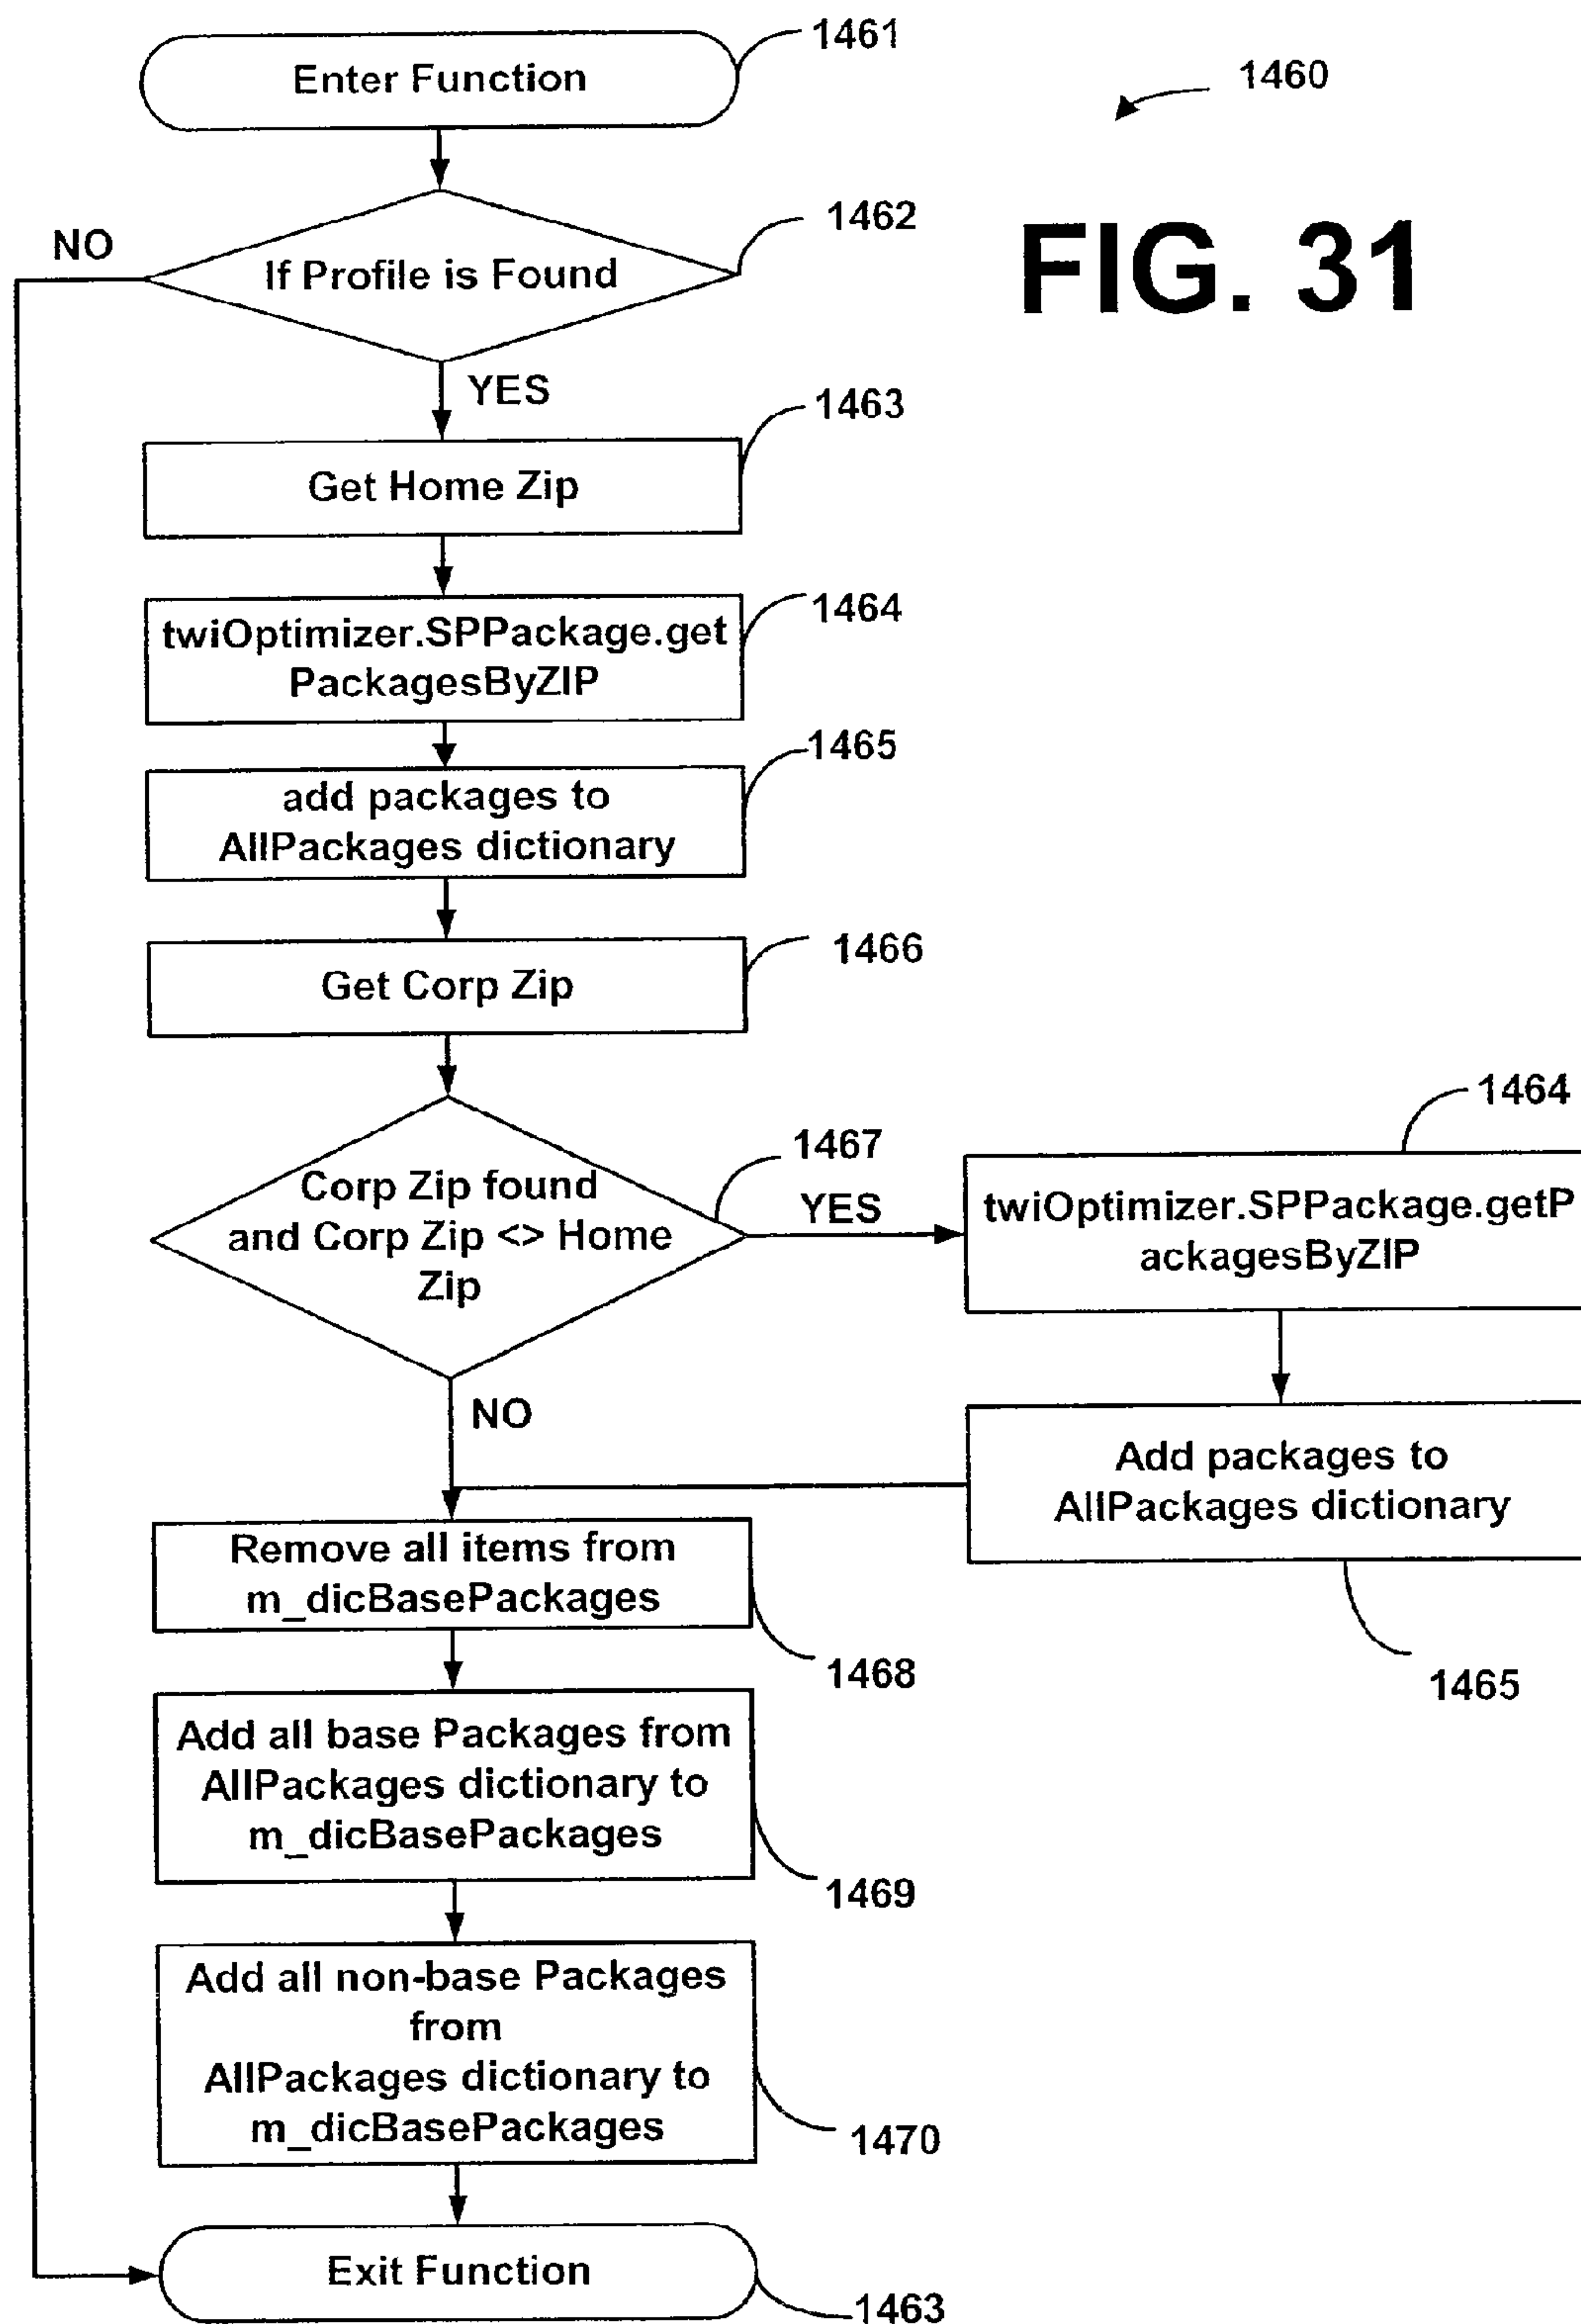 1461
Enter Function
1460
FIG. 31
1462
NO
If Profile is Found
YES
1463
Get Home Zip
1464
twiOptimizer.SPPackage.get
PackagesByZIP
1465
add packages to
AllPackages dictionary
1466
Get Corp Zip
1467
Corp Zip found
and Corp Zip <> Home
Zip
YES
1464
twiOptimizer.SPPackage.getP
ackagesByZIP
NO
Add packages to
AllPackages dictionary
1465
Remove all items from
m_dicBasePackages
1468
Add all base Packages from
AllPackages dictionary to
m_dicBasePackages
1469
Add all non-base Packages
from
AllPackages dictionary to
m_dicBasePackages
1470
Exit Function
1463